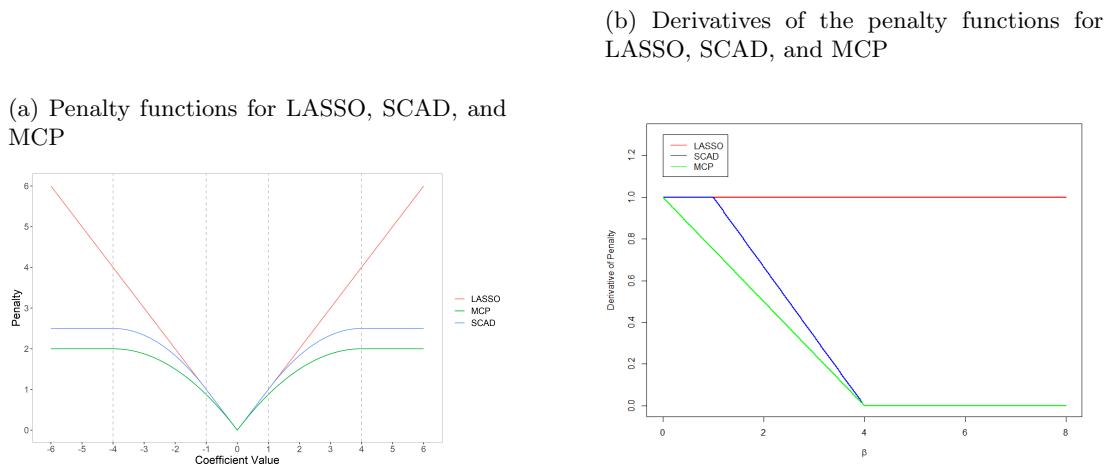 (a) Penalty functions for LASSO, SCAD, and
MCP
6
5
4
3
2
1
0
Penalty
-6 -5 -4 -3 -2 -1 0 1 2 3 4 5 6
Coefficient Value
LASSO
MCP
SCAD
(b) Derivatives of the penalty functions for
LASSO, SCAD, and MCP
LASSO
SCAD
MCP
1.2
1.0
0.8
0.6
0.4
0.2
0.0
Derivative of Penalty
0 2 4 6 8
β